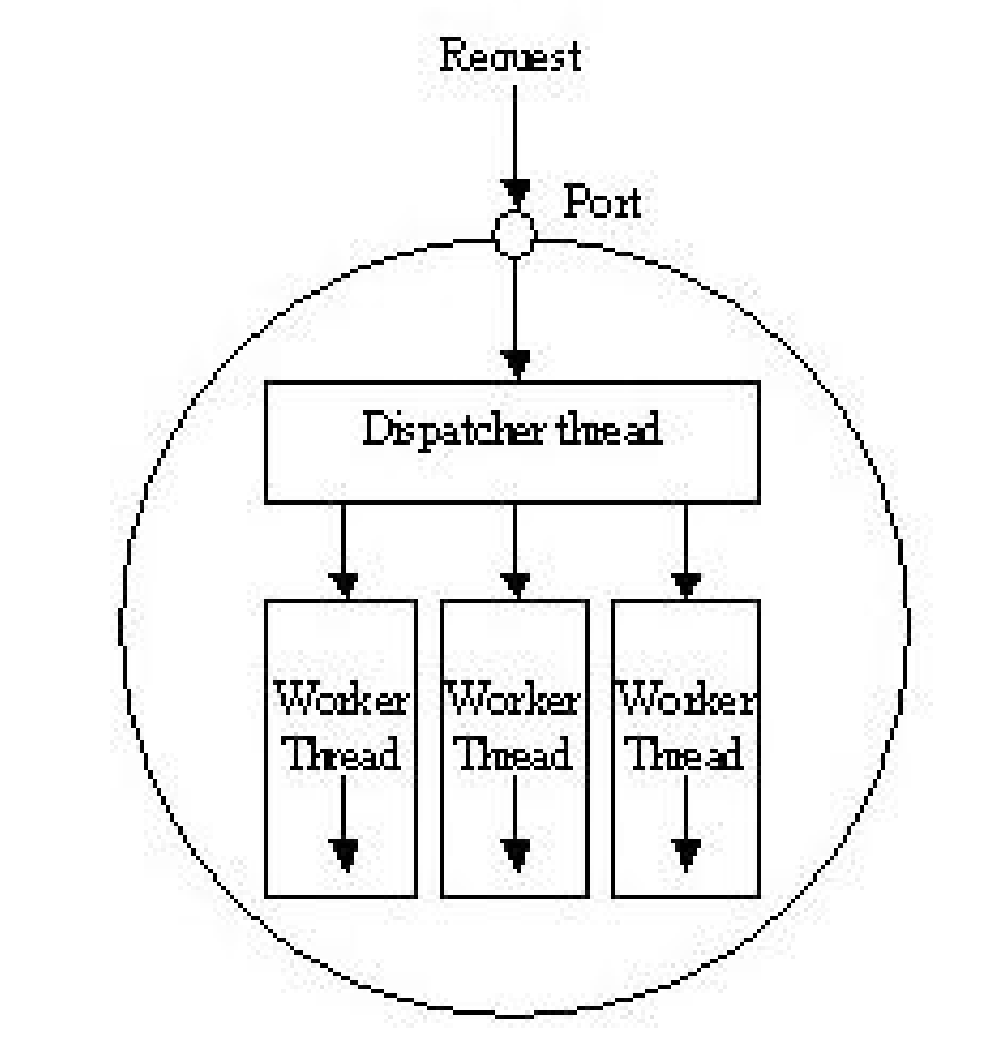 Request
Port
Dispatcher thread
Worker Worker Worker
Thread Thread Thread